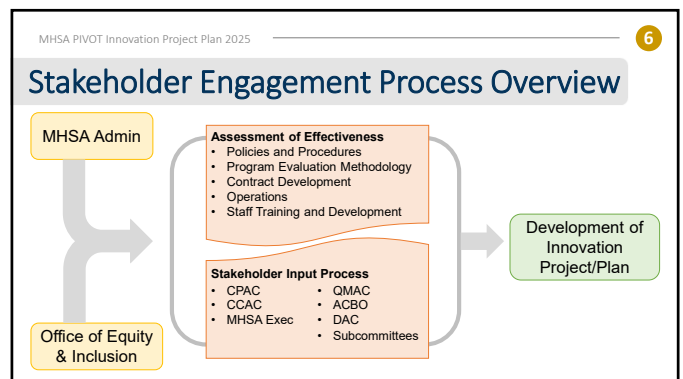 MHSA PIVOT Innovation Project Plan 2025
6
Stakeholder Engagement Process Overview
MHSA Admin
Office of Equity
& Inclusion
Assessment of Effectiveness
• Policies and Procedures
• Program Evaluation Methodology
• Contract Development
• Operations
• Staff Training and Development
Stakeholder Input Process
• CPAC
• CCAC
• MHSA Exec
• QMAC
• ACBO
• DAC
• Subcommittees
Development of
Innovation
Project/Plan